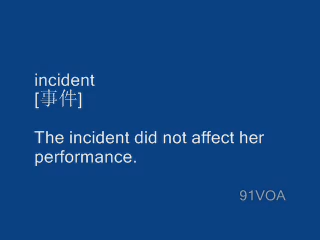 incident
[事件]
The incident did not affect her
performance.
91VOA